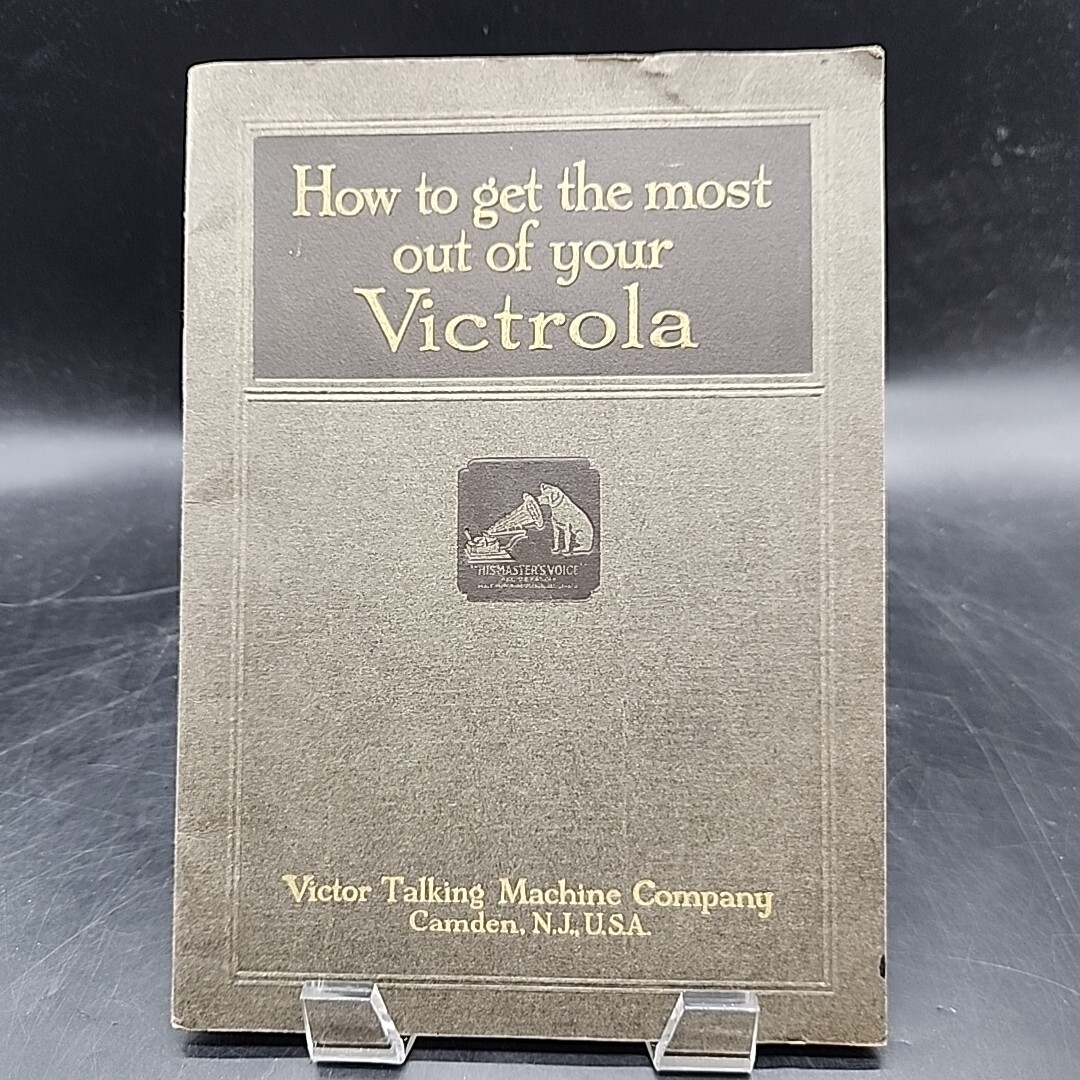 How to get the most
out of your
Victrola
"HIS MASTER'S VOICE"
Victor Talking Machine Company
Camden, N.J., U.S.A.